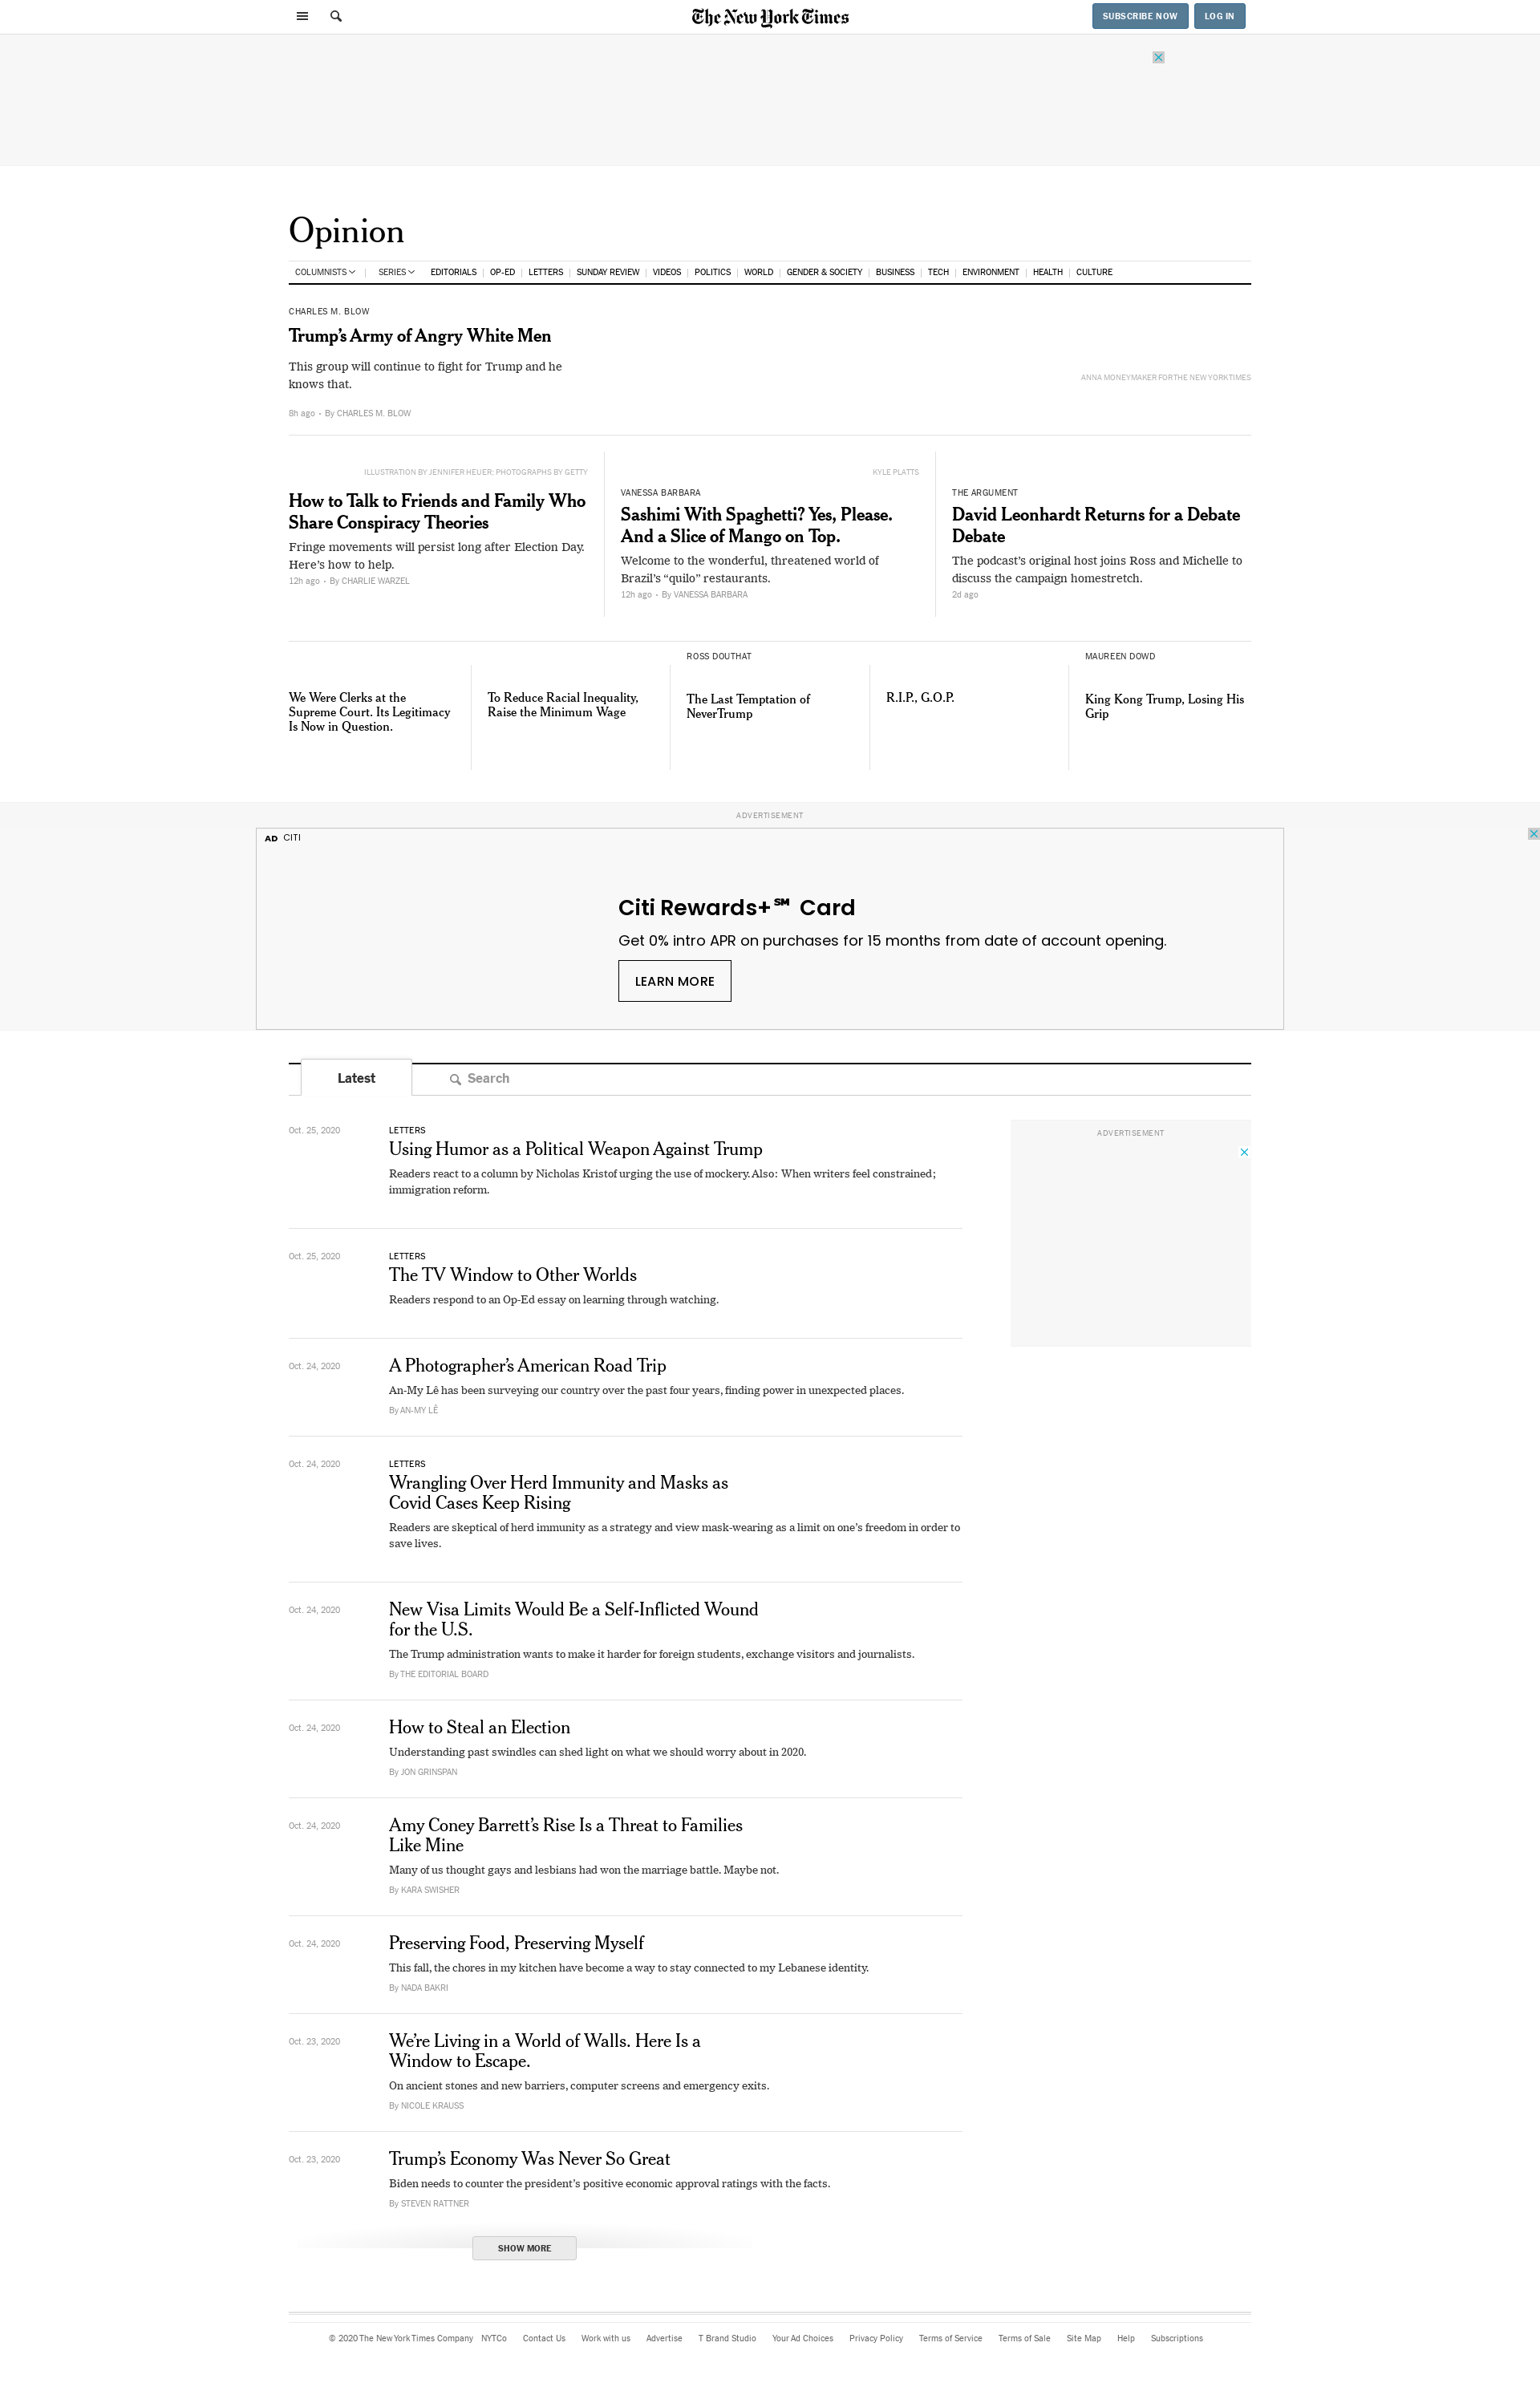 The New York Times
SUBSCRIBE NOW
LOG IN
Opinion
COLUMNISTS
SERIES
EDITORIALS
OP-ED
LETTERS
SUNDAY REVIEW
VIDEOS
POLITICS
WORLD
GENDER & SOCIETY
BUSINESS
TECH
ENVIRONMENT
HEALTH
CULTURE
CHARLES M. BLOW
Trump’s Army of Angry White Men
This group will continue to fight for Trump and he
knows that.
8h ago • By CHARLES M. BLOW
ANNA MONEYMAKER FOR THE NEW YORK TIMES
ILLUSTRATION BY JENNIFER HEUER; PHOTOGRAPHS BY GETTY
How to Talk to Friends and Family Who
Share Conspiracy Theories
Fringe movements will persist long after Election Day.
Here’s how to help.
12h ago • By CHARLIE WARZEL
KYLE PLATTS
VANESSA BARBARA
Sashimi With Spaghetti? Yes, Please.
And a Slice of Mango on Top.
Welcome to the wonderful, threatened world of
Brazil’s “quilo” restaurants.
12h ago • By VANESSA BARBARA
THE ARGUMENT
David Leonhardt Returns for a Debate
Debate
The podcast’s original host joins Ross and Michelle to
discuss the campaign homestretch.
2d ago
We Were Clerks at the
Supreme Court. Its Legitimacy
Is Now in Question.
To Reduce Racial Inequality,
Raise the Minimum Wage
ROSS DOUTHAT
The Last Temptation of
NeverTrump
R.I.P., G.O.P.
MAUREEN DOWD
King Kong Trump, Losing His
Grip
ADVERTISEMENT
AD CITI
Citi Rewards+℠ Card
Get 0% intro APR on purchases for 15 months from date of account opening.
LEARN MORE
Latest
Search
Oct. 25, 2020
LETTERS
Using Humor as a Political Weapon Against Trump
Readers react to a column by Nicholas Kristof urging the use of mockery. Also: When writers feel constrained;
immigration reform.
ADVERTISEMENT
Oct. 25, 2020
LETTERS
The TV Window to Other Worlds
Readers respond to an Op-Ed essay on learning through watching.
Oct. 24, 2020
A Photographer’s American Road Trip
An-My Lê has been surveying our country over the past four years, finding power in unexpected places.
By AN-MY LÊ
Oct. 24, 2020
LETTERS
Wrangling Over Herd Immunity and Masks as
Covid Cases Keep Rising
Readers are skeptical of herd immunity as a strategy and view mask-wearing as a limit on one’s freedom in order to
save lives.
Oct. 24, 2020
New Visa Limits Would Be a Self-Inflicted Wound
for the U.S.
The Trump administration wants to make it harder for foreign students, exchange visitors and journalists.
By THE EDITORIAL BOARD
Oct. 24, 2020
How to Steal an Election
Understanding past swindles can shed light on what we should worry about in 2020.
By JON GRINSPAN
Oct. 24, 2020
Amy Coney Barrett’s Rise Is a Threat to Families
Like Mine
Many of us thought gays and lesbians had won the marriage battle. Maybe not.
By KARA SWISHER
Oct. 24, 2020
Preserving Food, Preserving Myself
This fall, the chores in my kitchen have become a way to stay connected to my Lebanese identity.
By NADA BAKRI
Oct. 23, 2020
We’re Living in a World of Walls. Here Is a
Window to Escape.
On ancient stones and new barriers, computer screens and emergency exits.
By NICOLE KRAUSS
Oct. 23, 2020
Trump’s Economy Was Never So Great
Biden needs to counter the president’s positive economic approval ratings with the facts.
By STEVEN RATTNER
SHOW MORE
© 2020 The New York Times Company
NYTCo
Contact Us
Work with us
Advertise
T Brand Studio
Your Ad Choices
Privacy Policy
Terms of Service
Terms of Sale
Site Map
Help
Subscriptions